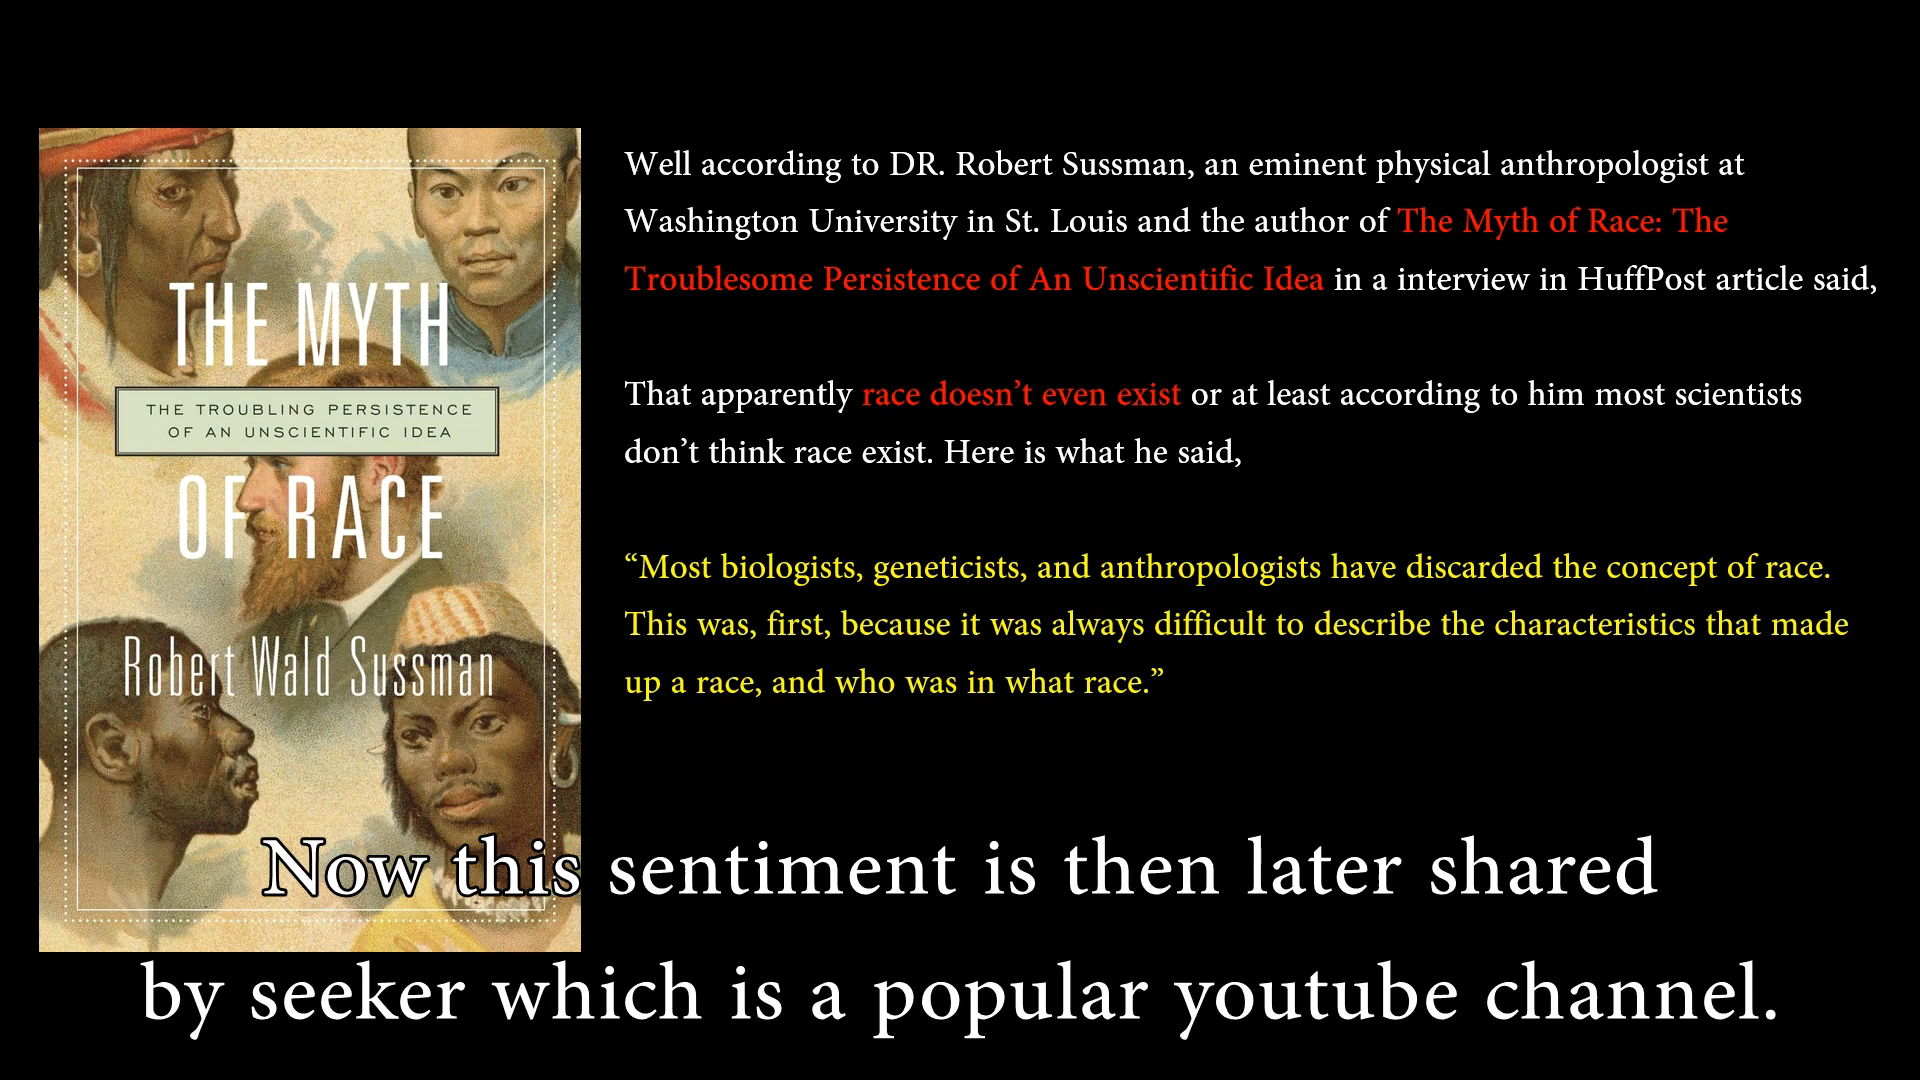 THE MYTH
THE TROUBLING PERSISTENCE
OF AN UNSCIENTIFIC IDEA
OF RACE
Robert Wald Sussman
Well according to DR. Robert Sussman, an eminent physical anthropologist at
Washington University in St. Louis and the author of The Myth of Race: The
Troublesome Persistence of An Unscientific Idea in a interview in HuffPost article said,
That apparently race doesn’t even exist or at least according to him most scientists
don’t think race exist. Here is what he said,
“Most biologists, geneticists, and anthropologists have discarded the concept of race.
This was, first, because it was always difficult to describe the characteristics that made
up a race, and who was in what race.”
Now this sentiment is then later shared
by seeker which is a popular youtube channel.